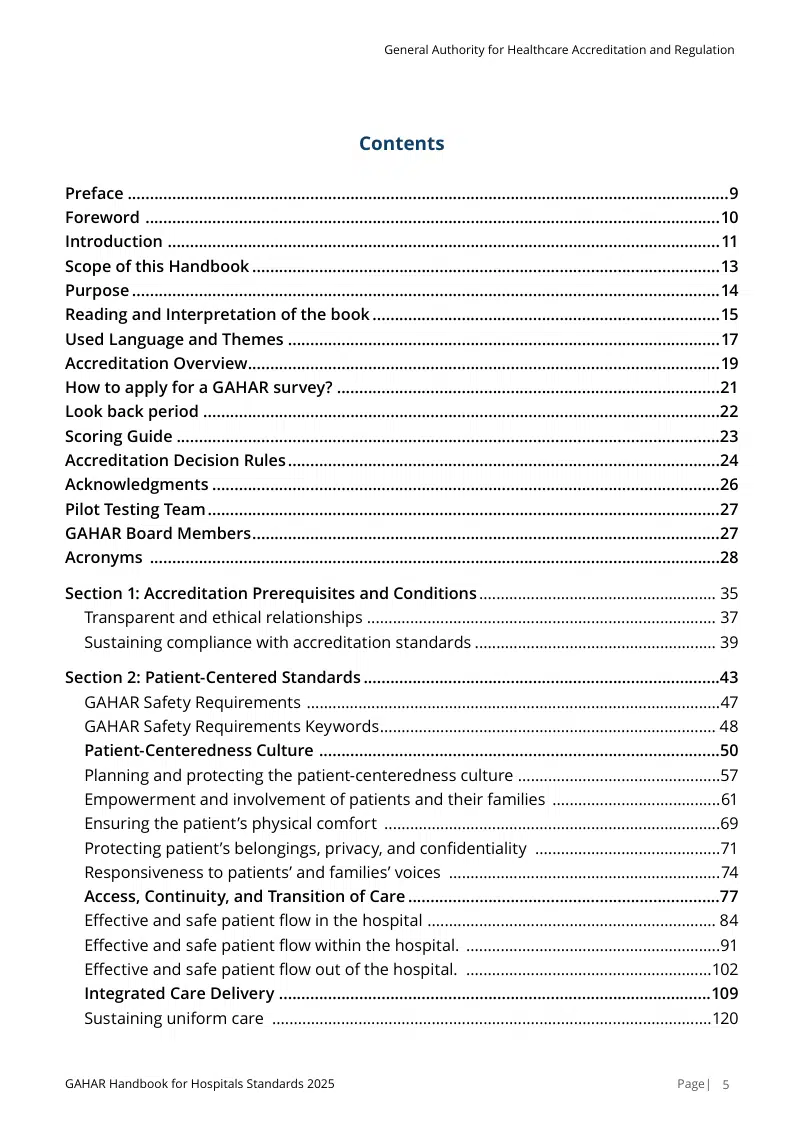 General Authority for Healthcare Accreditation and Regulation
Contents
Preface ........................................................................................................................................9
Foreword ..................................................................................................................................10
Introduction .............................................................................................................................11
Scope of this Handbook ..........................................................................................................13
Purpose .....................................................................................................................................14
Reading and Interpretation of the book ...............................................................................15
Used Language and Themes ..................................................................................................17
Accreditation Overview...........................................................................................................19
How to apply for a GAHAR survey? .......................................................................................21
Look back period .....................................................................................................................22
Scoring Guide ...........................................................................................................................23
Accreditation Decision Rules ..................................................................................................24
Acknowledgments ...................................................................................................................26
Pilot Testing Team ....................................................................................................................27
GAHAR Board Members..........................................................................................................27
Acronyms .................................................................................................................................28
Section 1: Accreditation Prerequisites and Conditions ...................................................... 35
Transparent and ethical relationships ............................................................................... 37
Sustaining compliance with accreditation standards ....................................................... 39
Section 2: Patient-Centered Standards .................................................................................43
GAHAR Safety Requirements ..............................................................................................47
GAHAR Safety Requirements Keywords............................................................................ 48
Patient-Centeredness Culture ...........................................................................................50
Planning and protecting the patient-centeredness culture ..............................................57
Empowerment and involvement of patients and their families ......................................61
Ensuring the patient’s physical comfort ............................................................................69
Protecting patient’s belongings, privacy, and confidentiality ..........................................71
Responsiveness to patients’ and families’ voices ..............................................................74
Access, Continuity, and Transition of Care .......................................................................77
Effective and safe patient flow in the hospital ................................................................. 84
Effective and safe patient flow within the hospital. ..........................................................91
Effective and safe patient flow out of the hospital. ........................................................102
Integrated Care Delivery ..................................................................................................109
Sustaining uniform care ....................................................................................................120
GAHAR Handbook for Hospitals Standards 2025
Page| 5